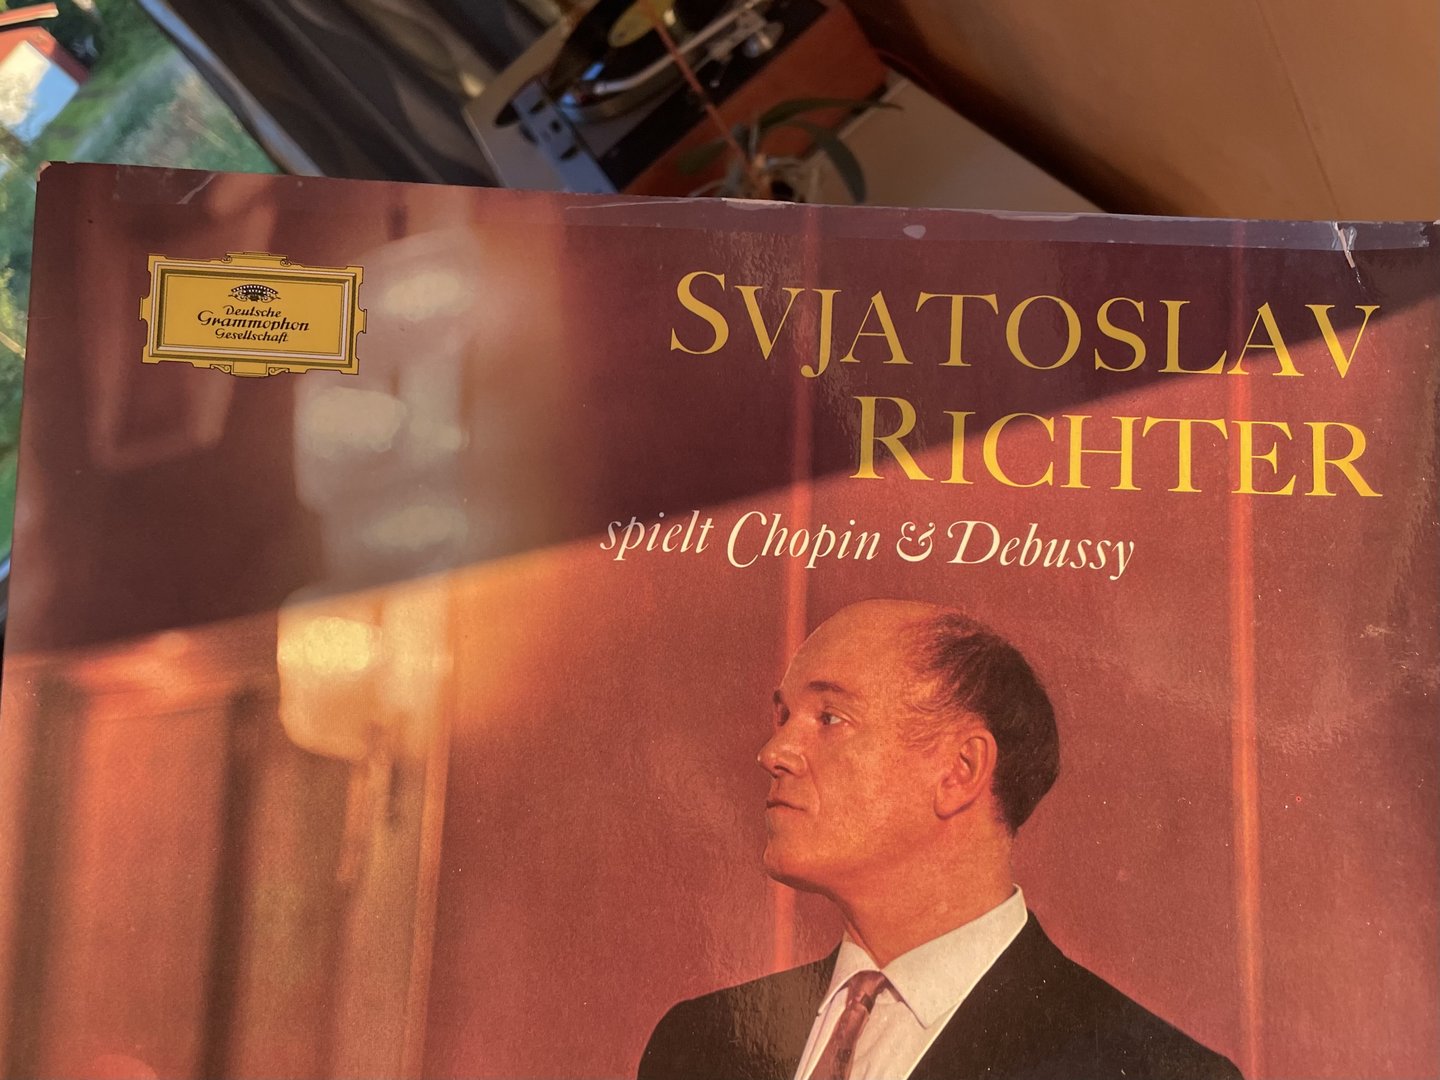 Deutsche
Grammophon
Gesellschaft
SVJATOSLAV
RICHTER
spielt Chopin & Debussy